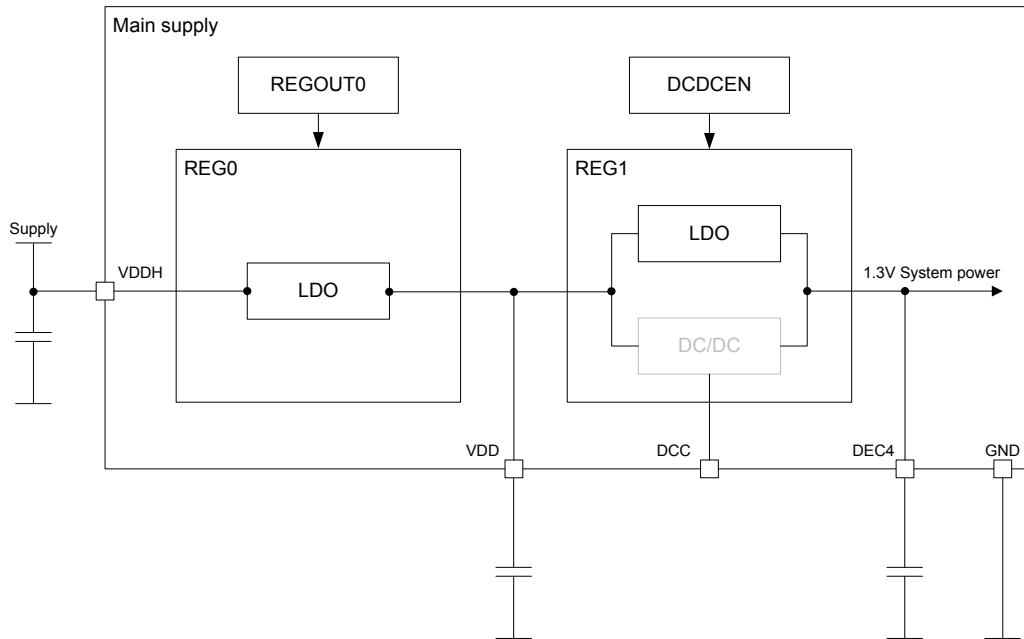 Main supply
REGOUT0
DCDCEN
REG0
REG1
Supply
LDO
VDDH
1.3V System power
LDO
DC/DC
VDD
DCC
DEC4
GND